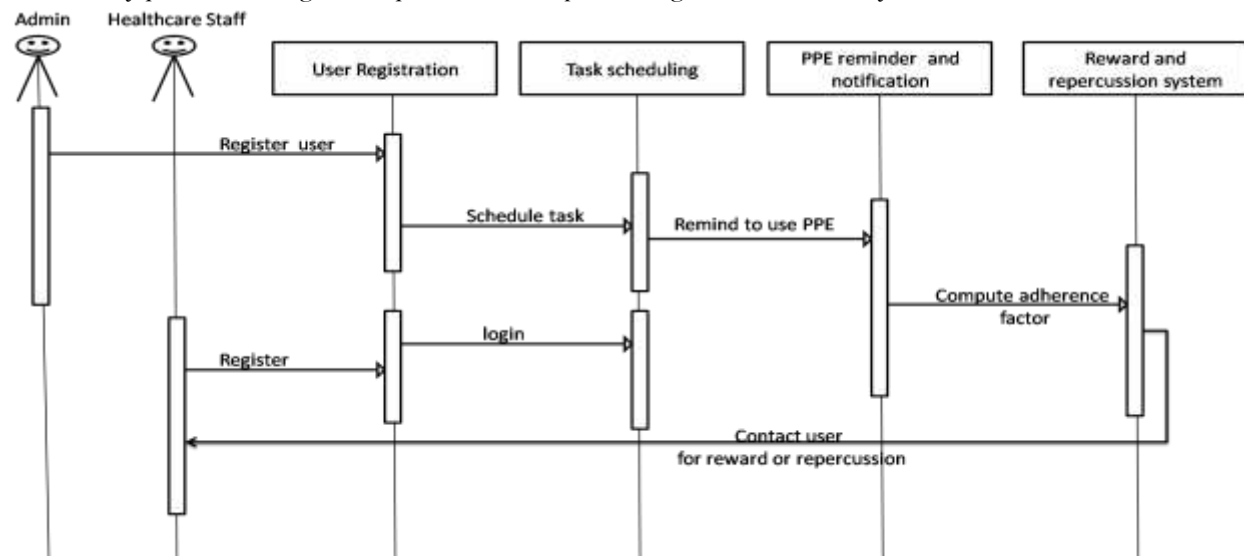 Admin
Healthcare Staff
User Registration
Task scheduling
PPE reminder and
notification
Reward and
repercussion system
Register user
Schedule task
Remind to use PPE
Compute adherence
factor
login
Register
Contact user
for reward or repercussion